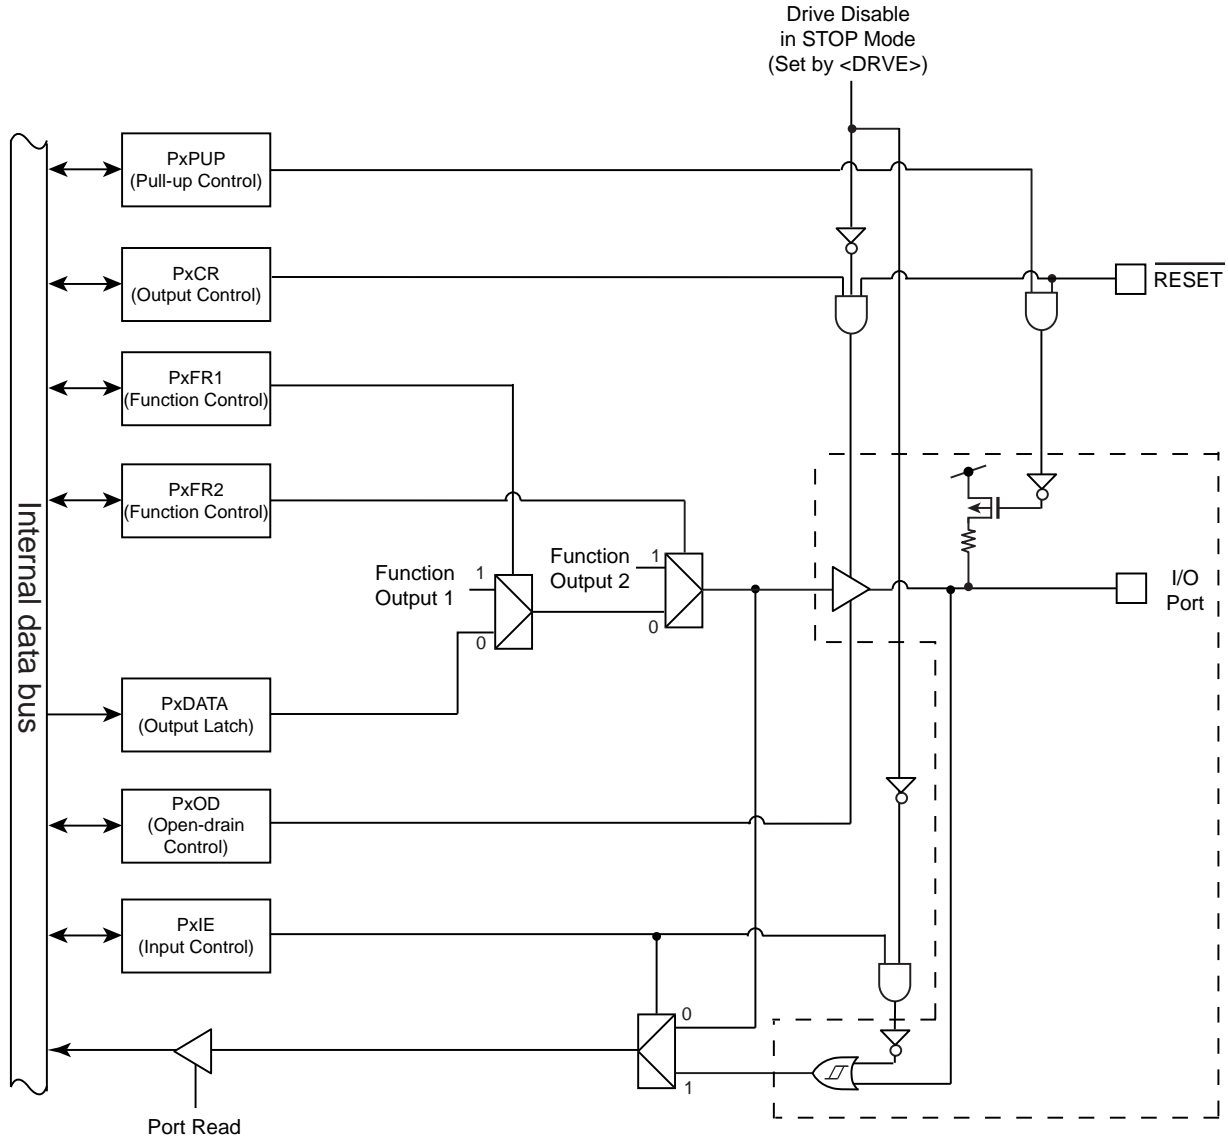 Drive Disable
in STOP Mode
(Set by <DRVE>)
PxPUP
(Pull-up Control)
PxCR
(Output Control)
RESET
PxFR1
(Function Control)
PxFR2
(Function Control)
Internal data bus
Function
Output 1
1
0
Function
Output 2
1
0
I/O
Port
PxDATA
(Output Latch)
PxOD
(Open-drain
Control)
PxIE
(Input Control)
0
1
Port Read